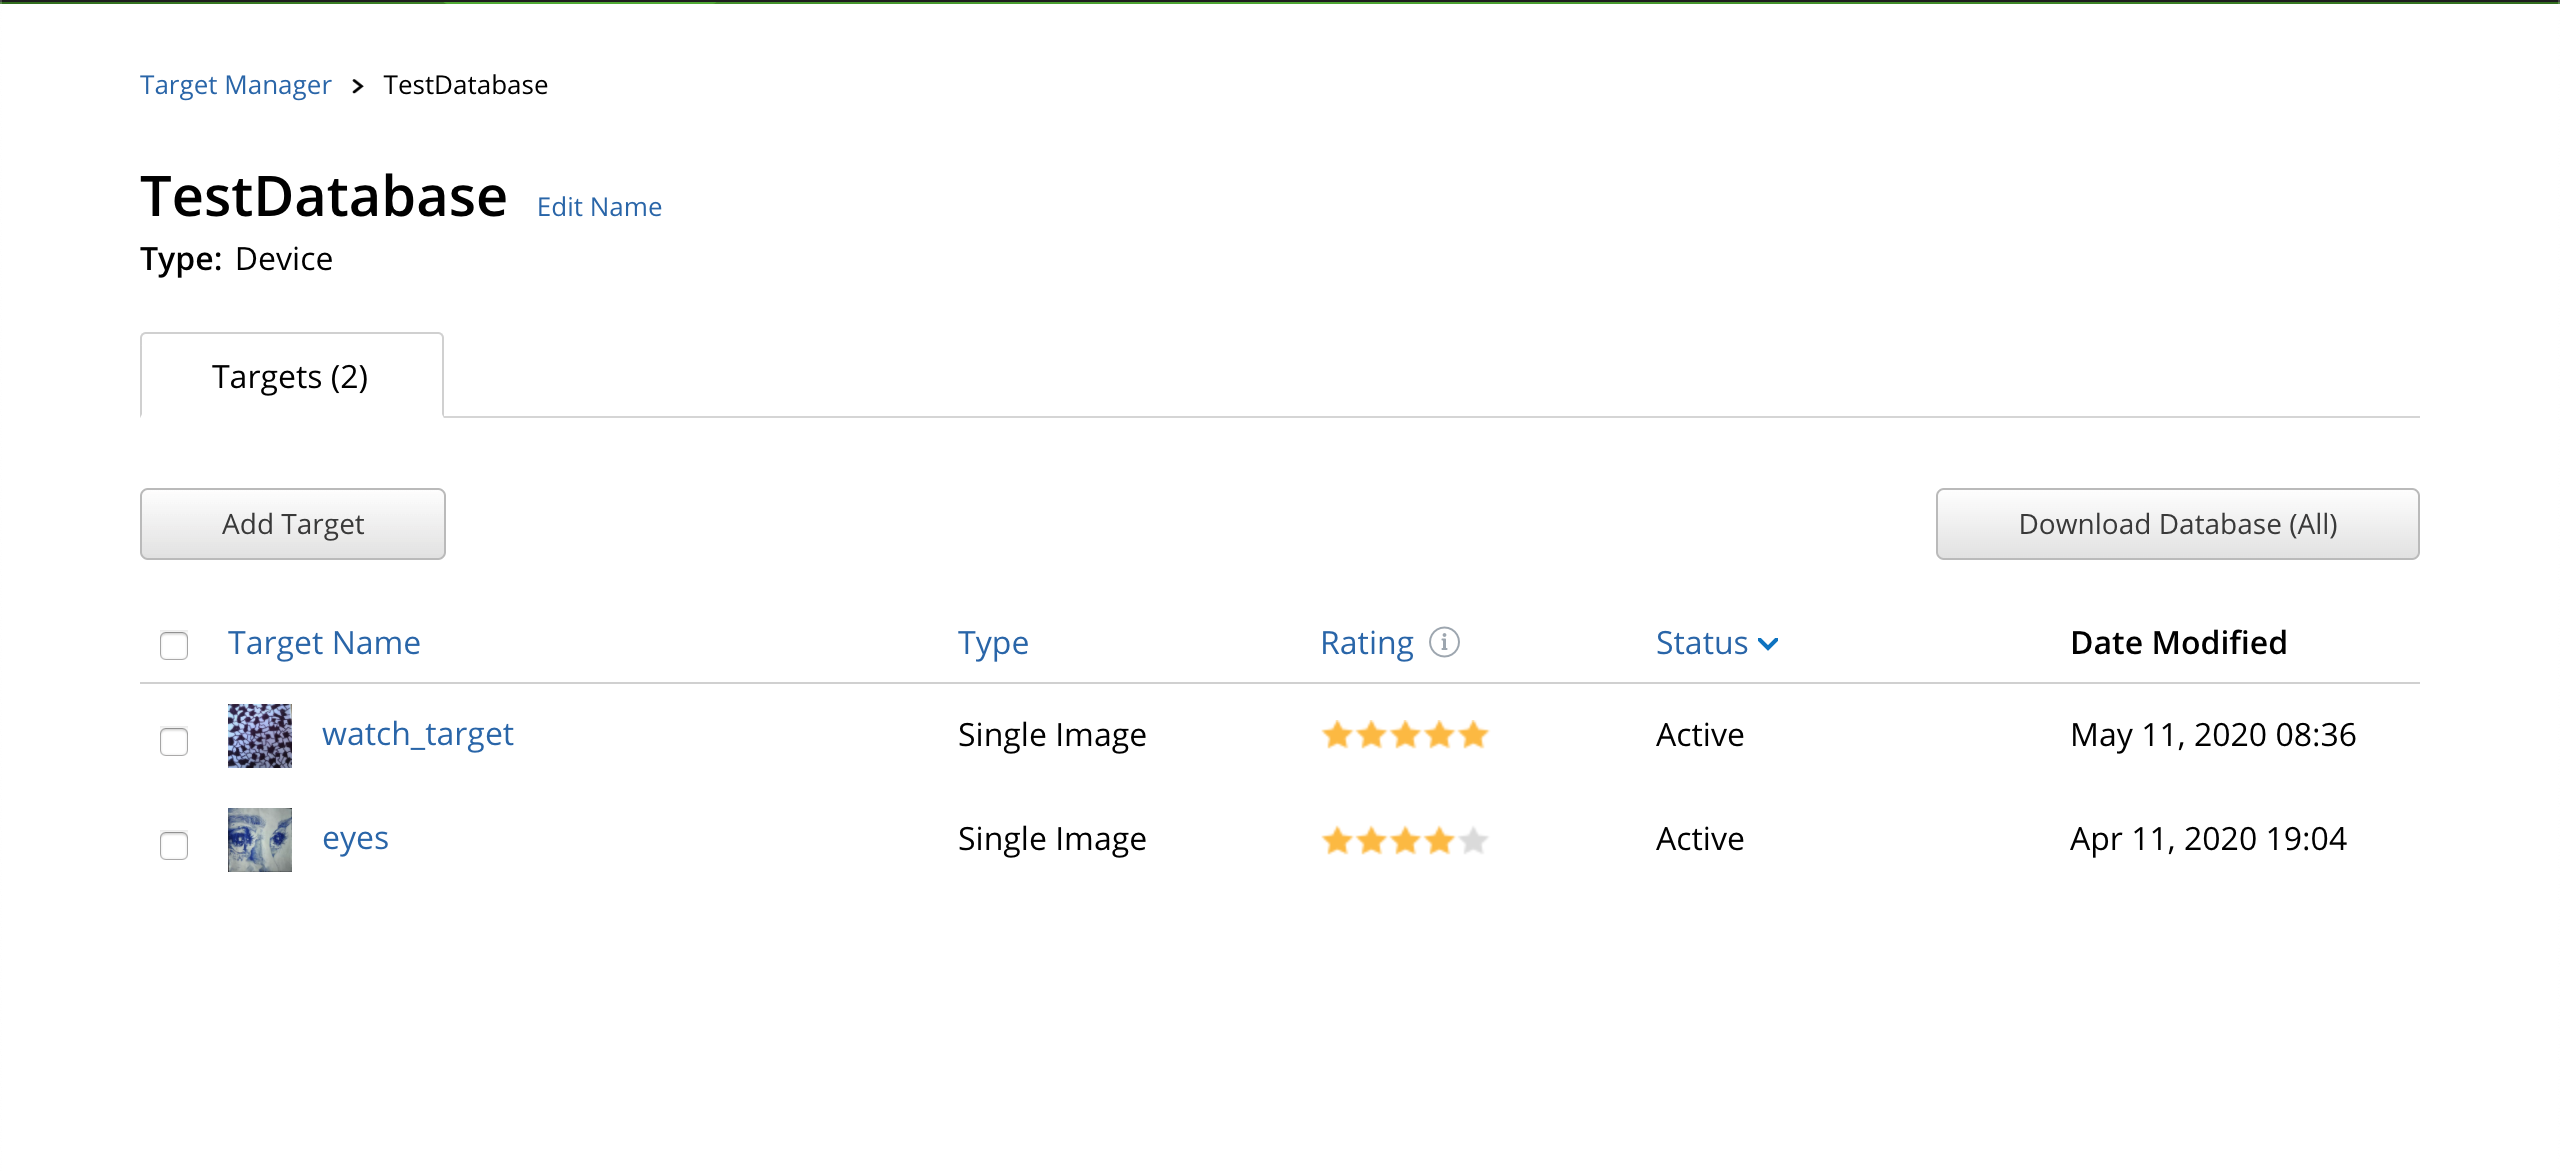 Target Manager > TestDatabase
TestDatabase Edit Name
Type: Device
Targets (2)
Add Target Download Database (All)
Target Name Type Rating Status Date Modified
watch_target Single Image Active May 11, 2020 08:36
eyes Single Image Active Apr 11, 2020 19:04